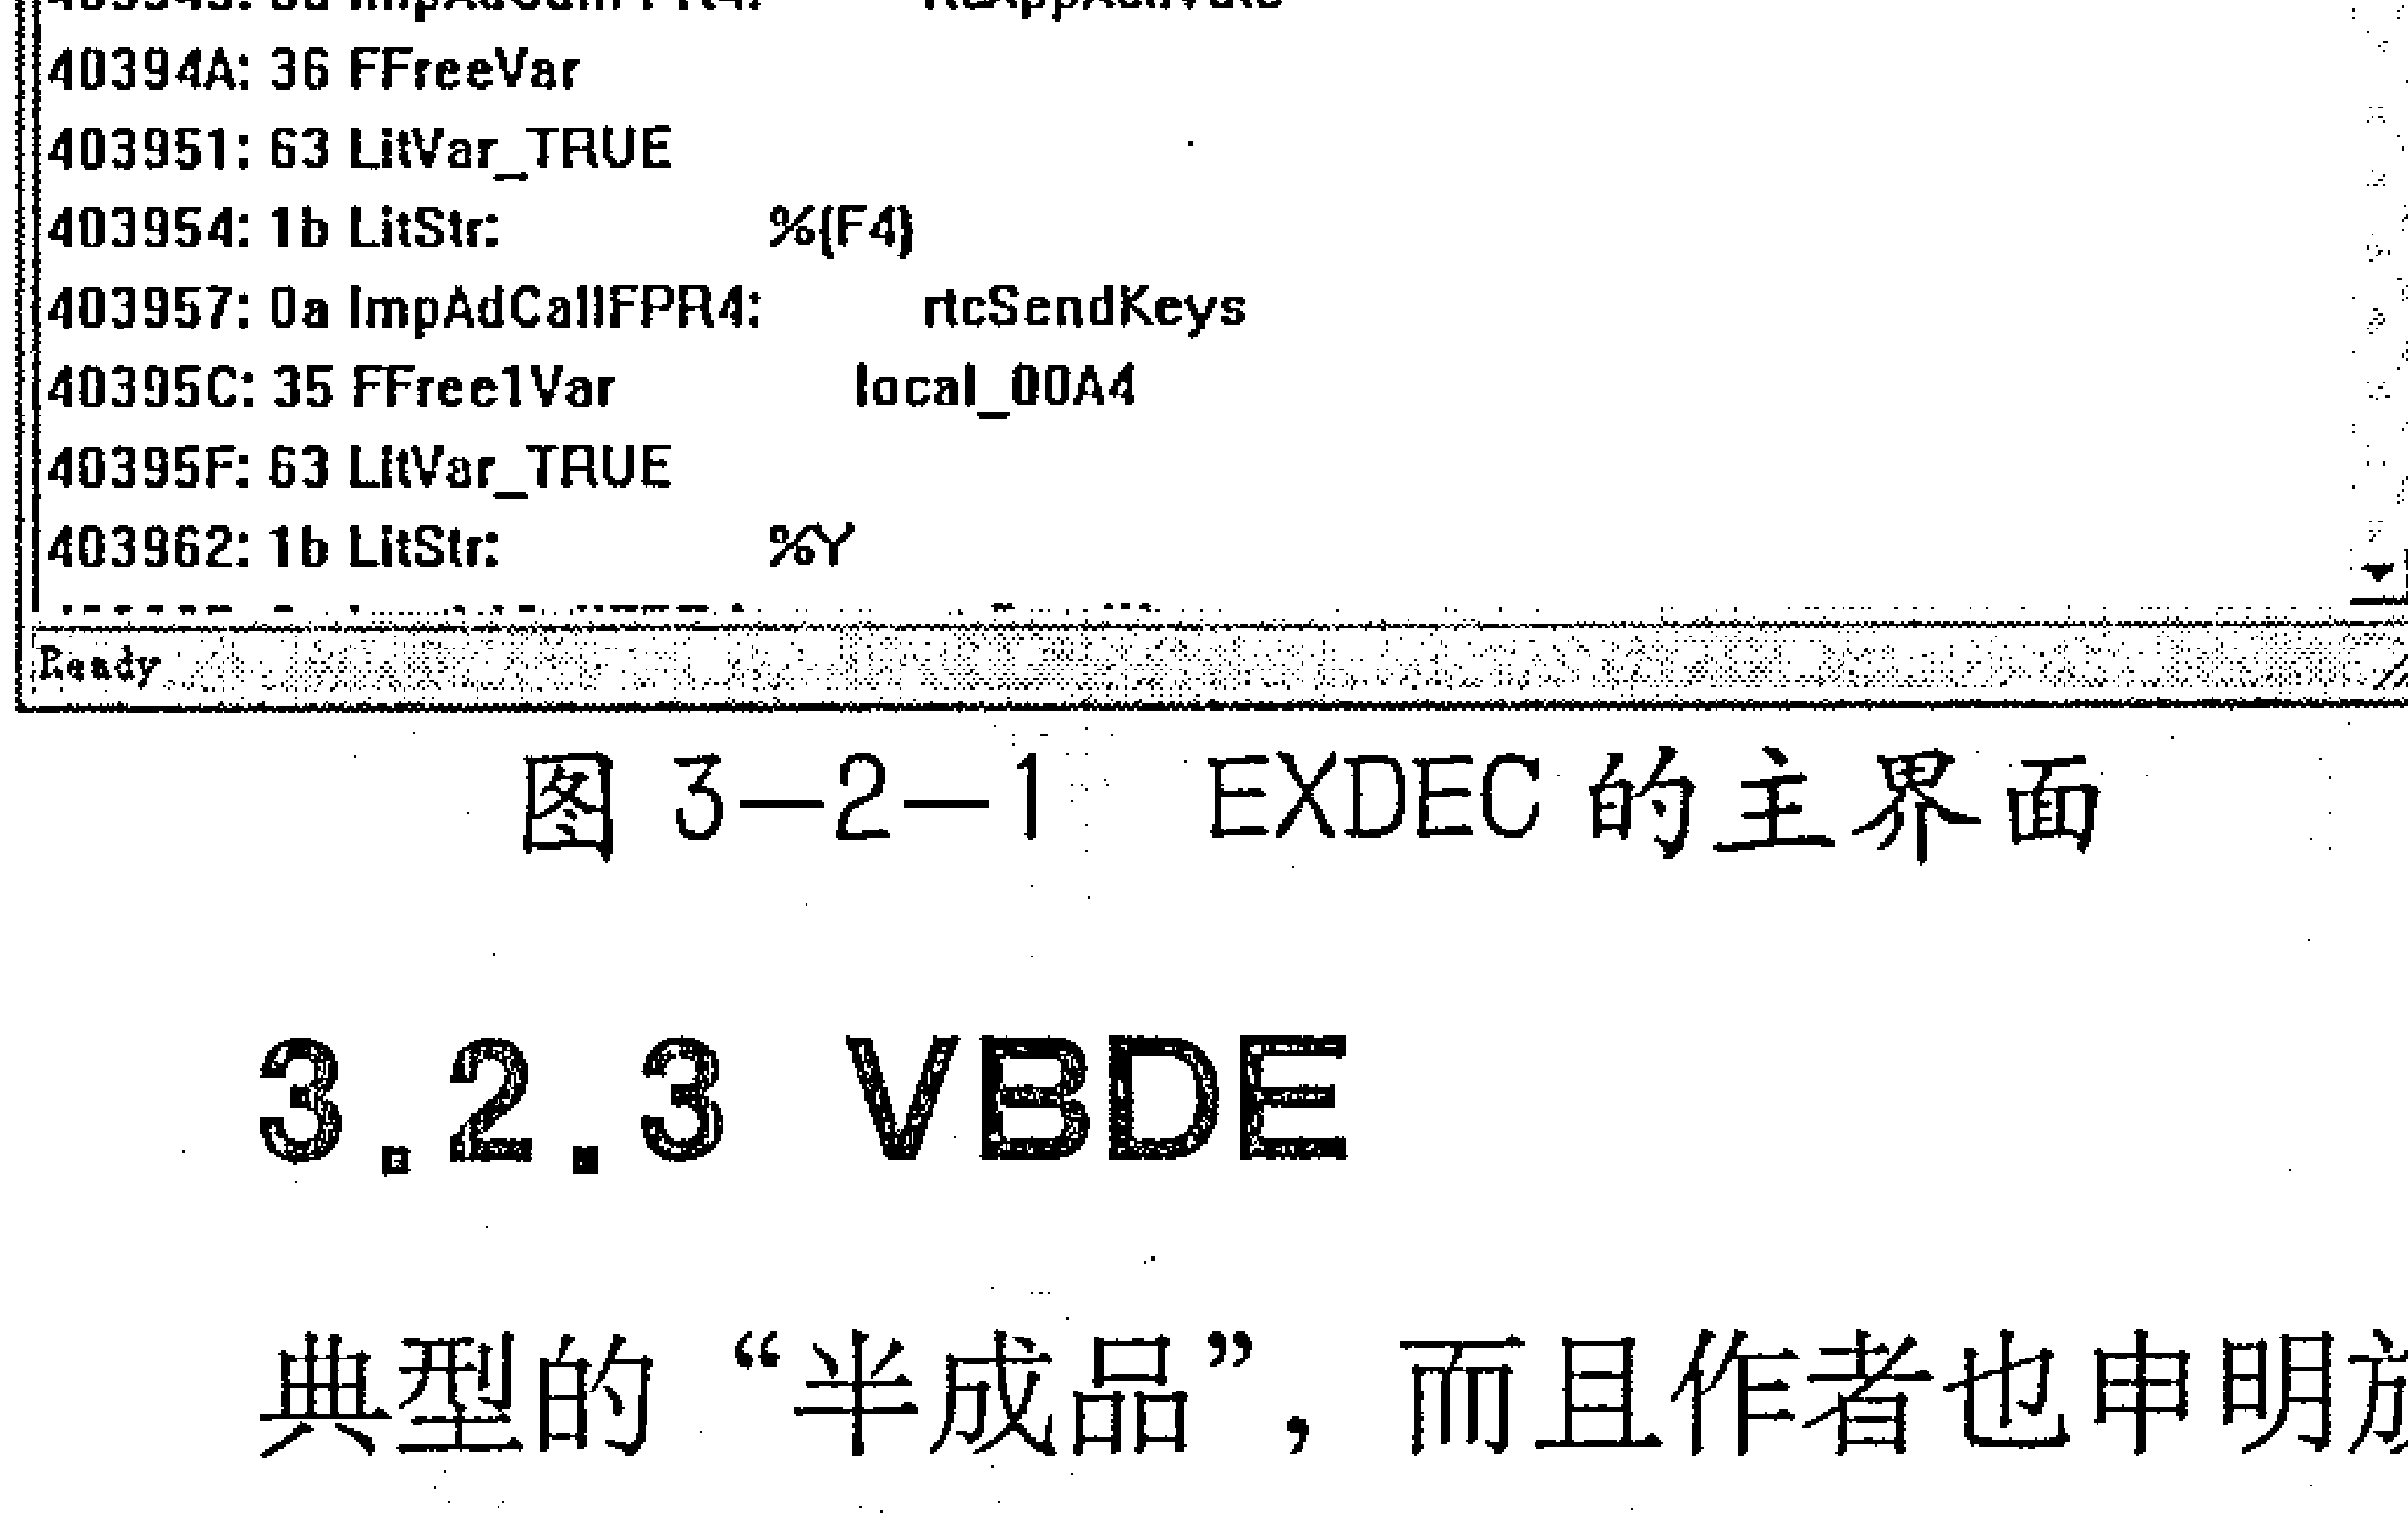 40394A: 36 FFreeVar
403951: 63 LitVar_TRUE
403954: 1b LitStr: %{F4}
403957: 0a ImpAdCallFPR4: rtcSendKeys
40395C: 35 FFree1Var local_00A4
40395F: 63 LitVar_TRUE
403962: 1b LitStr: %Y
Ready
图 3-2-1 EXDEC 的主界面
3.2.3 VBDE
典型的“半成品”，而且作者也申明